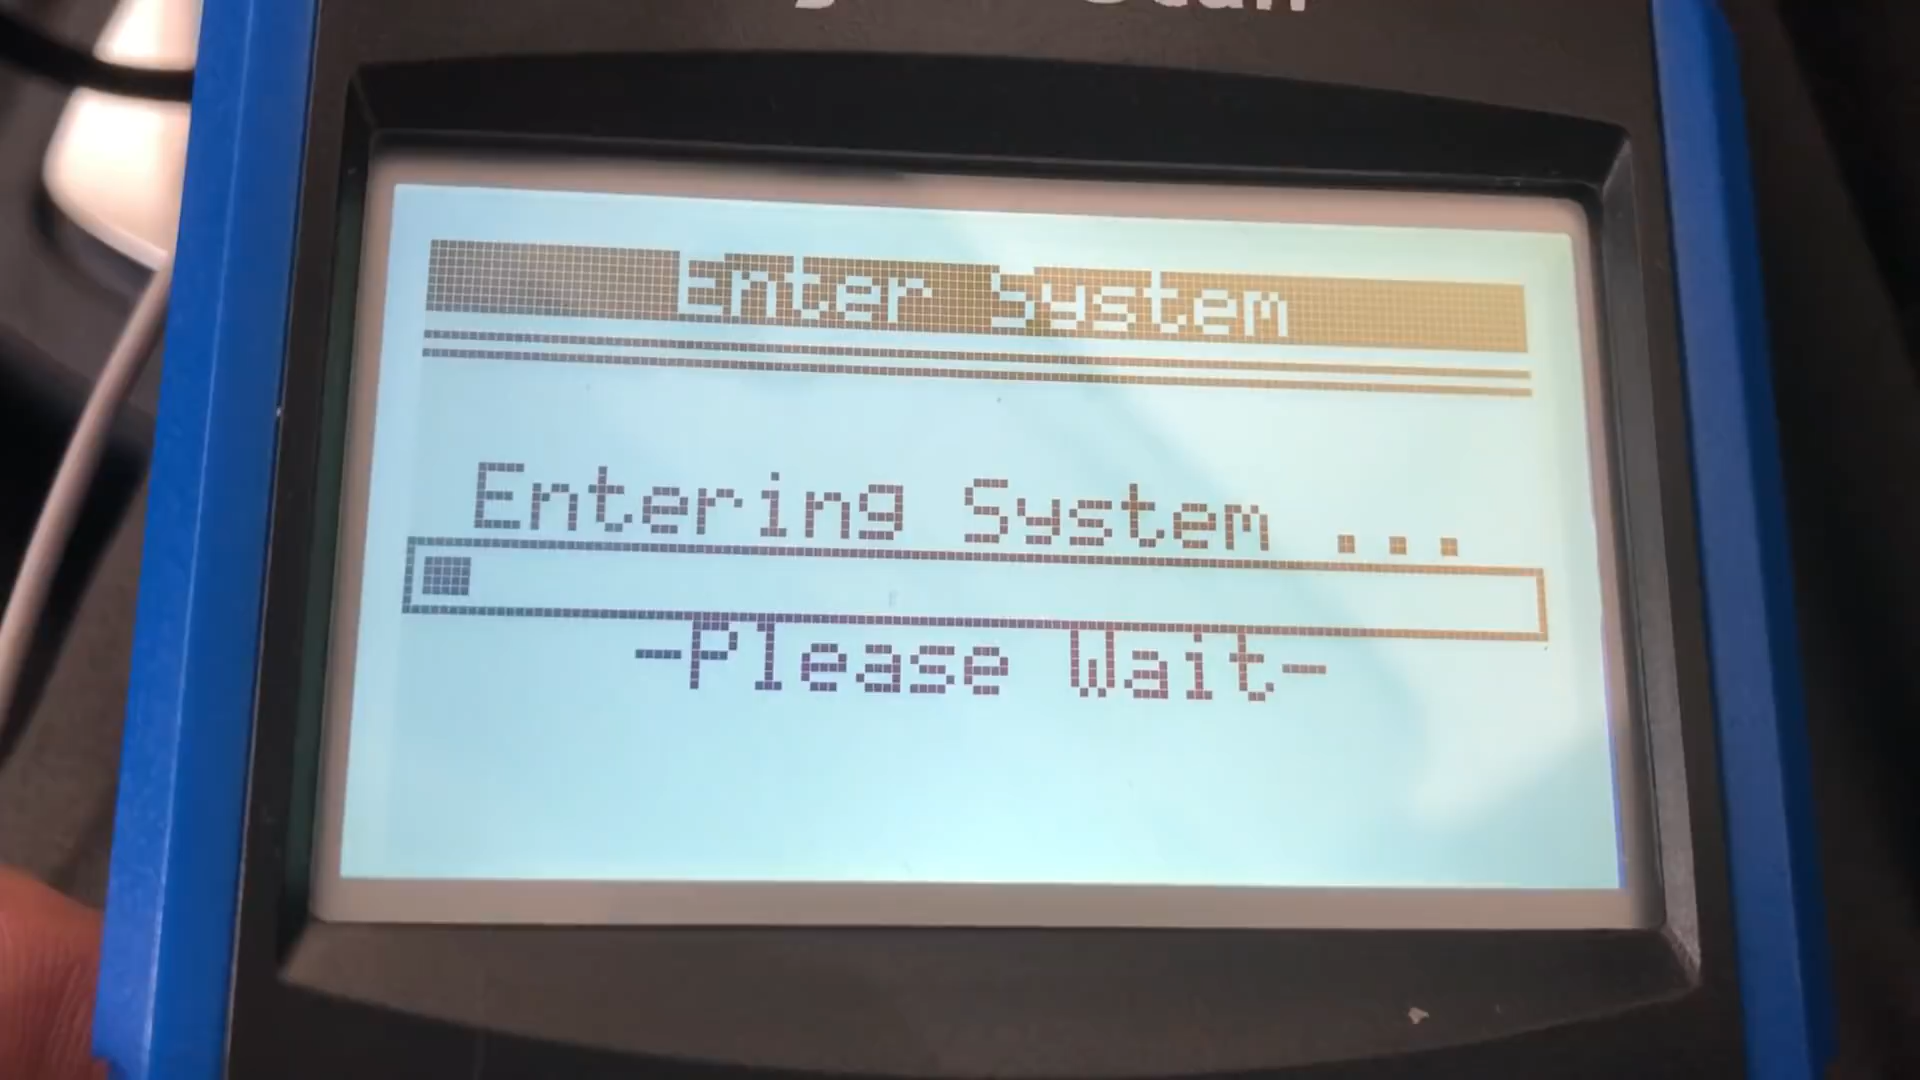 Enter System
Entering System ...
-Please Wait-